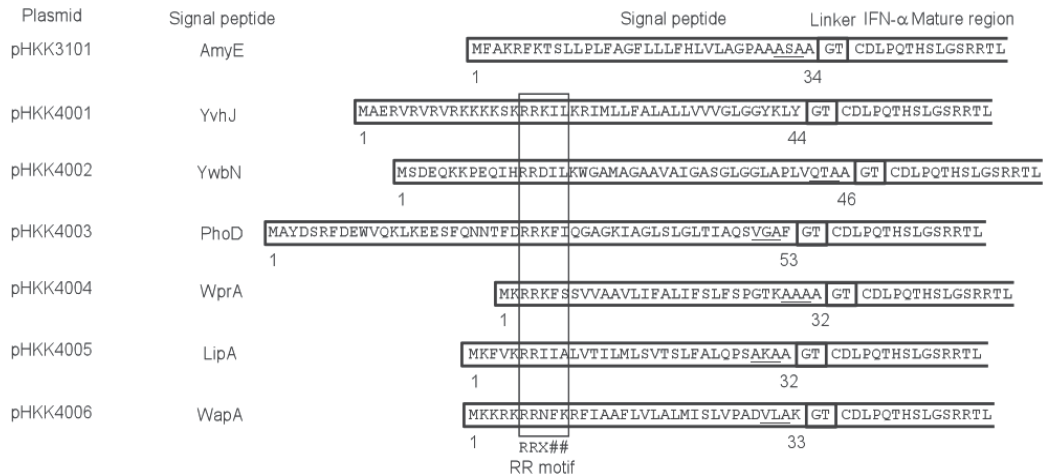 Plasmid Signal peptide Signal peptide Linker IFN-α Mature region
pHKK3101 AmyE MFAKRFKTSLLPLFAGFLLLFHLVLAGPAAASAA GT CDLPQTHSLGSRRTL
1 34
pHKK4001 YvhJ MAERVRVRVRKKKKSKRRKILKRIMLLFALALLVVVGLGGYKLY GT CDLPQTHSLGSRRTL
1 44
pHKK4002 YwbN MSDEQKKPEQIHRRDILKWGAMAGAAVAIGASGLGGLAPLVQTAA GT CDLPQTHSLGSRRTL
1 46
pHKK4003 PhoD MAYDSRFDEWVQKLKEESFQNNTFDRRKFIQGAGKIAGLSLGLTIAQSVGAF GT CDLPQTHSLGSRRTL
1 53
pHKK4004 WprA MKRRKFSSVVAAVLIFALIFSLFSPGTKAAAA GT CDLPQTHSLGSRRTL
1 32
pHKK4005 LipA MKFVKRRIIALVTILMLSVTSLFALQPSAKAA GT CDLPQTHSLGSRRTL
1 32
pHKK4006 WapA MKKRKRRNFKRFIAAFLVLALMISLVPADVLAK GT CDLPQTHSLGSRRTL
1 33
RRX##
RR motif